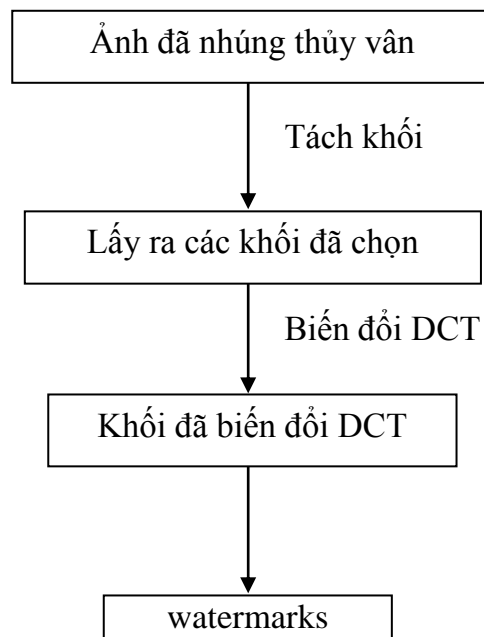 Ảnh đã nhúng thủy vân
Tách khối
Lấy ra các khối đã chọn
Biến đổi DCT
Khối đã biến đổi DCT
watermarks